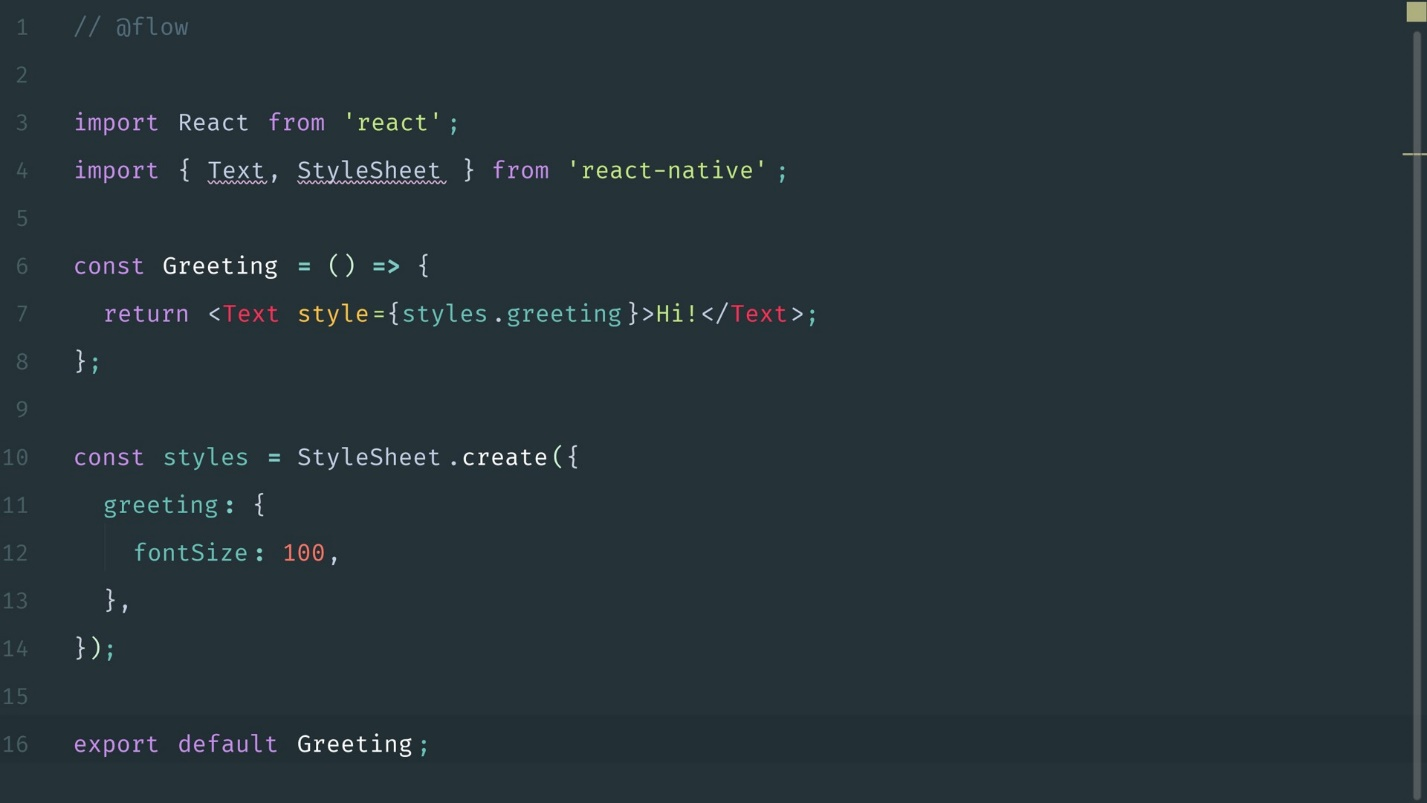 1 // @flow
2
3 import React from 'react';
4 import { Text, StyleSheet } from 'react-native';
5
6 const Greeting = () => {
7   return <Text style={styles.greeting}>Hi!</Text>;
8 };
9
10 const styles = StyleSheet.create({
11   greeting: {
12     fontSize: 100,
13   },
14 });
15
16 export default Greeting;